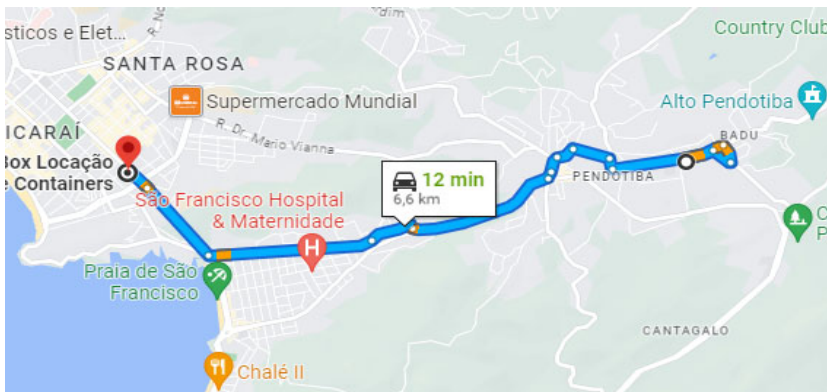 sticos e Elet...
SANTA ROSA
Country Club
Supermercado Mundial
Alto Pendotiba
ICARAÍ
R. Dr. Mario Vianna
BADU
Box Locação
e Containers
12 min
6,6 km
PENDOTIBA
São Francisco Hospital
& Maternidade
H
Praia de São
Francisco
CANTAGALO
Chalé II